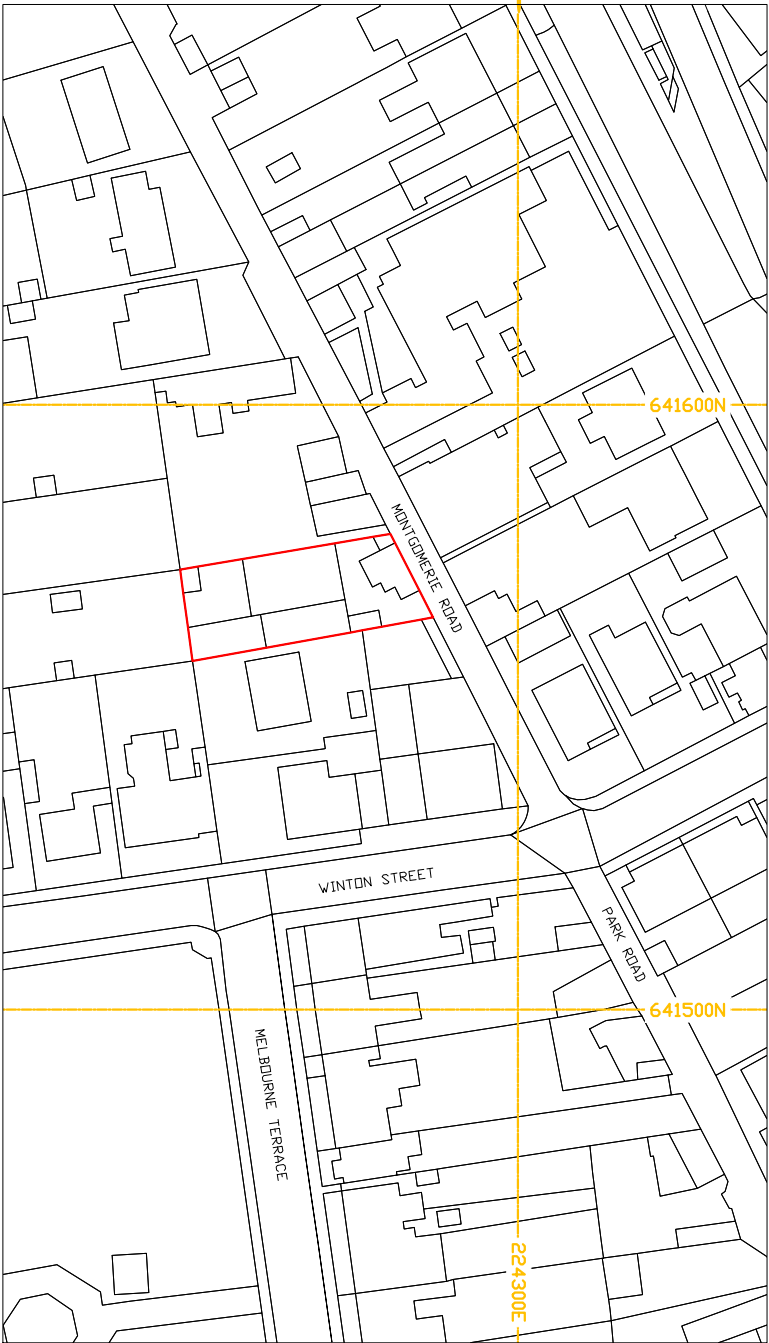 641600N
MONTGOMERIE ROAD
WINTON STREET
PARK ROAD
641500N
MELBOURNE TERRACE
224300E